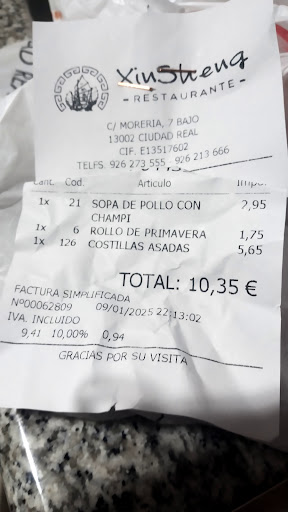 XinSheng
- RESTAURANTE -
C/ MORERIA, 7 BAJO
13002 CIUDAD REAL
CIF. E13517602
TELFS. 926 273 555 - 926 213 666
Cant. Cod. Articulo
1x 21 SOPA DE POLLO CON 2,95
CHAMPI
1x 6 ROLLO DE PRIMAVERA 1,75
1x 126 COSTILLAS ASADAS 5,65
TOTAL: 10,35 €
FACTURA SIMPLIFICADA
Nº00062809 09/01/2025 22:13:02
IVA. INCLUIDO
9,41 10,00% 0,94
GRACIAS POR SU VISITA